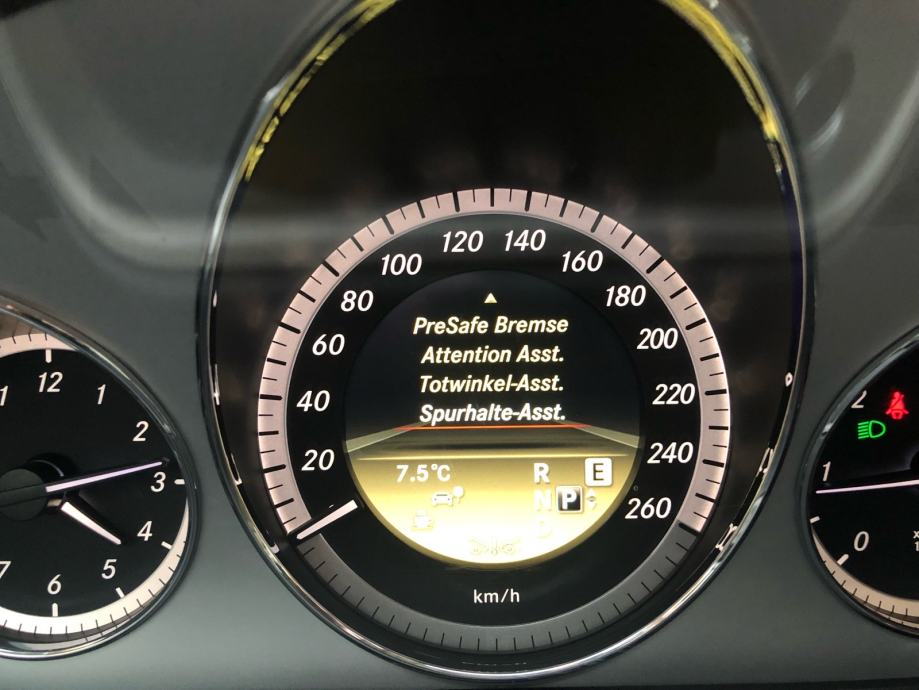 PreSafe Bremse
Attention Asst.
Totwinkel-Asst.
Spurhalte-Asst.
7.5°C
R
E
N
P
D
20
40
60
80
100
120
140
160
180
200
220
240
260
km/h
12
1
2
3
4
5
6
7
2
1
0